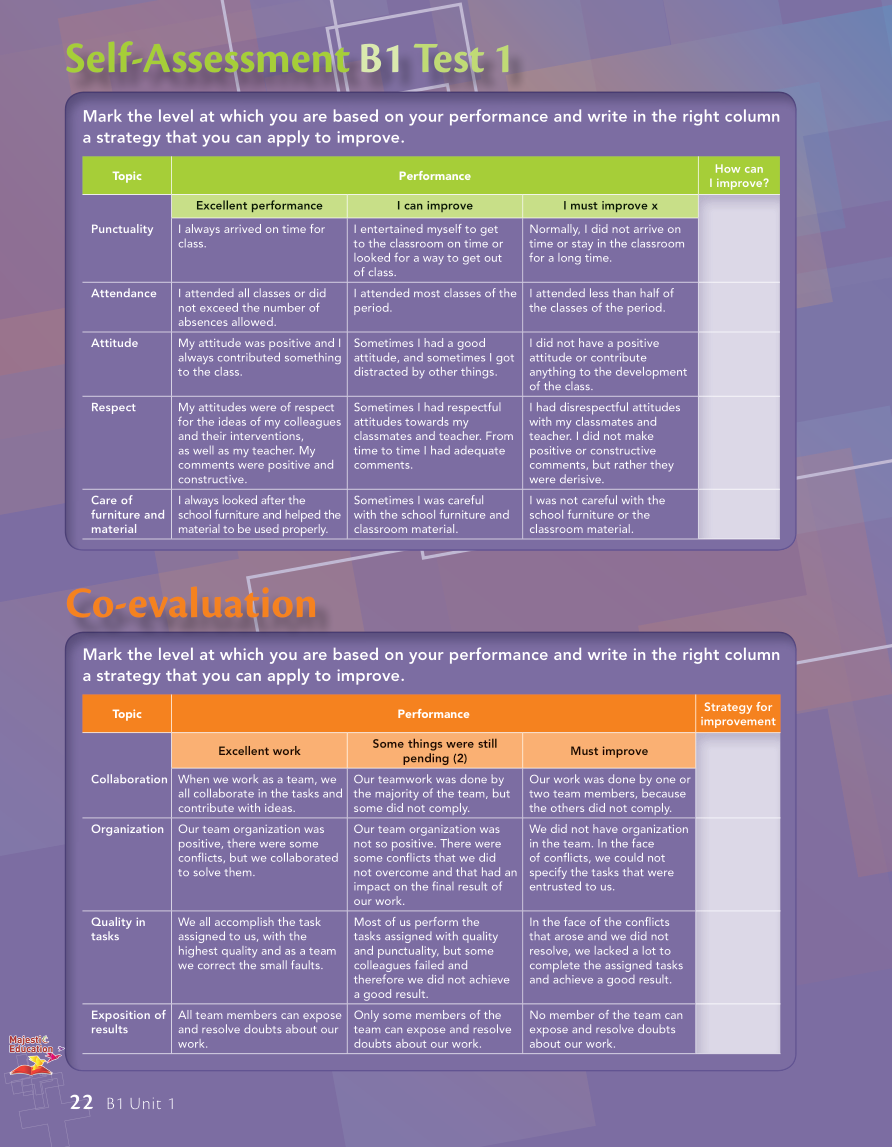 Self-Assessment B1 Test 1
Mark the level at which you are based on your performance and write in the right column
a strategy that you can apply to improve.
Topic
Performance
How can
I improve?
Excellent performance
I can improve
I must improve x
Punctuality
I always arrived on time for
class.
I entertained myself to get
to the classroom on time or
looked for a way to get out
of class.
Normally, I did not arrive on
time or stay in the classroom
for a long time.
Attendance
I attended all classes or did
not exceed the number of
absences allowed.
I attended most classes of the
period.
I attended less than half of
the classes of the period.
Attitude
My attitude was positive and I
always contributed something
to the class.
Sometimes I had a good
attitude, and sometimes I got
distracted by other things.
I did not have a positive
attitude or contribute
anything to the development
of the class.
Respect
My attitudes were of respect
for the ideas of my colleagues
and their interventions,
as well as my teacher. My
comments were positive and
constructive.
Sometimes I had respectful
attitudes towards my
classmates and teacher. From
time to time I had adequate
comments.
I had disrespectful attitudes
with my classmates and
teacher. I did not make
positive or constructive
comments, but rather they
were derisive.
Care of
furniture and
material
I always looked after the
school furniture and helped the
material to be used properly.
Sometimes I was careful
with the school furniture and
classroom material.
I was not careful with the
school furniture or the
classroom material.
Co-evaluation
Mark the level at which you are based on your performance and write in the right column
a strategy that you can apply to improve.
Topic
Performance
Strategy for
improvement
Excellent work
Some things were still
pending (2)
Must improve
Collaboration
When we work as a team, we
all collaborate in the tasks and
contribute with ideas.
Our teamwork was done by
the majority of the team, but
some did not comply.
Our work was done by one or
two team members, because
the others did not comply.
Organization
Our team organization was
positive, there were some
conflicts, but we collaborated
to solve them.
Our team organization was
not so positive. There were
some conflicts that we did
not overcome and that had an
impact on the final result of
our work.
We did not have organization
in the team. In the face
of conflicts, we could not
specify the tasks that were
entrusted to us.
Quality in
tasks
We all accomplish the task
assigned to us, with the
highest quality and as a team
we correct the small faults.
Most of us perform the
tasks assigned with quality
and punctuality, but some
colleagues failed and
therefore we did not achieve
a good result.
In the face of the conflicts
that arose and we did not
resolve, we lacked a lot to
complete the assigned tasks
and achieve a good result.
Exposition of
results
All team members can expose
and resolve doubts about our
work.
Only some members of the
team can expose and resolve
doubts about our work.
No member of the team can
expose and resolve doubts
about our work.
Majestic
Education
22 B1 Unit 1